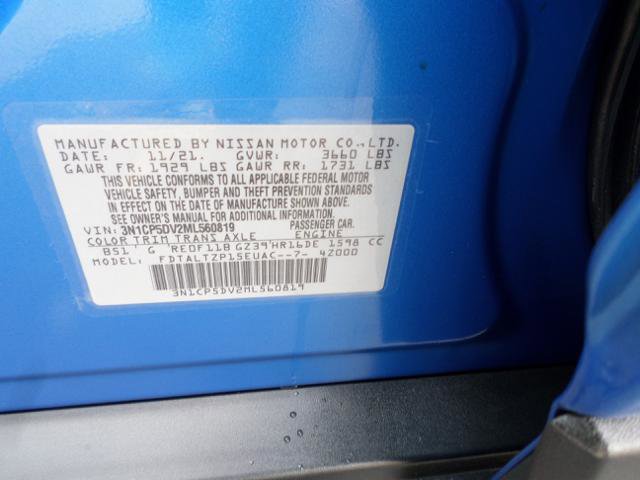 MANUFACTURED BY NISSAN MOTOR CO.,LTD.
DATE: 11/21. GVWR: 3660 LBS
GAWR FR: 1929 LBS GAWR RR: 1731 LBS
THIS VEHICLE CONFORMS TO ALL APPLICABLE FEDERAL MOTOR
VEHICLE SAFETY, BUMPER AND THEFT PREVENTION STANDARDS
IN EFFECT ON THE DATE OF MANUFACTURE SHOWN ABOVE.
SEE OWNER'S MANUAL FOR ADDITIONAL INFORMATION
VIN: 3N1CP5DV2ML560819 PASSENGER CAR.
COLOR TRIM TRANS AXLE ENGINE
B51 G RE0F11B GZ39 HR16DE 1598 CC
MODEL: FDTALTZP15EUAC--7- 4Z000
3N1CP5DV2ML560819